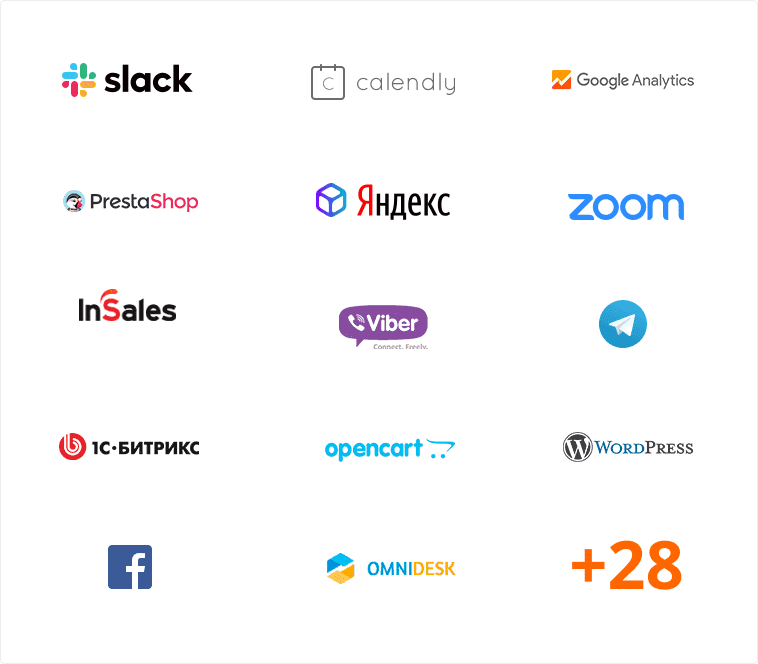 slack
C calendly
Google Analytics
PrestaShop
Яндекс
zoom
InSales
Viber
Connect. Freely.
1С·БИТРИКС
opencart
WORDPRESS
OMNIDESK
+28